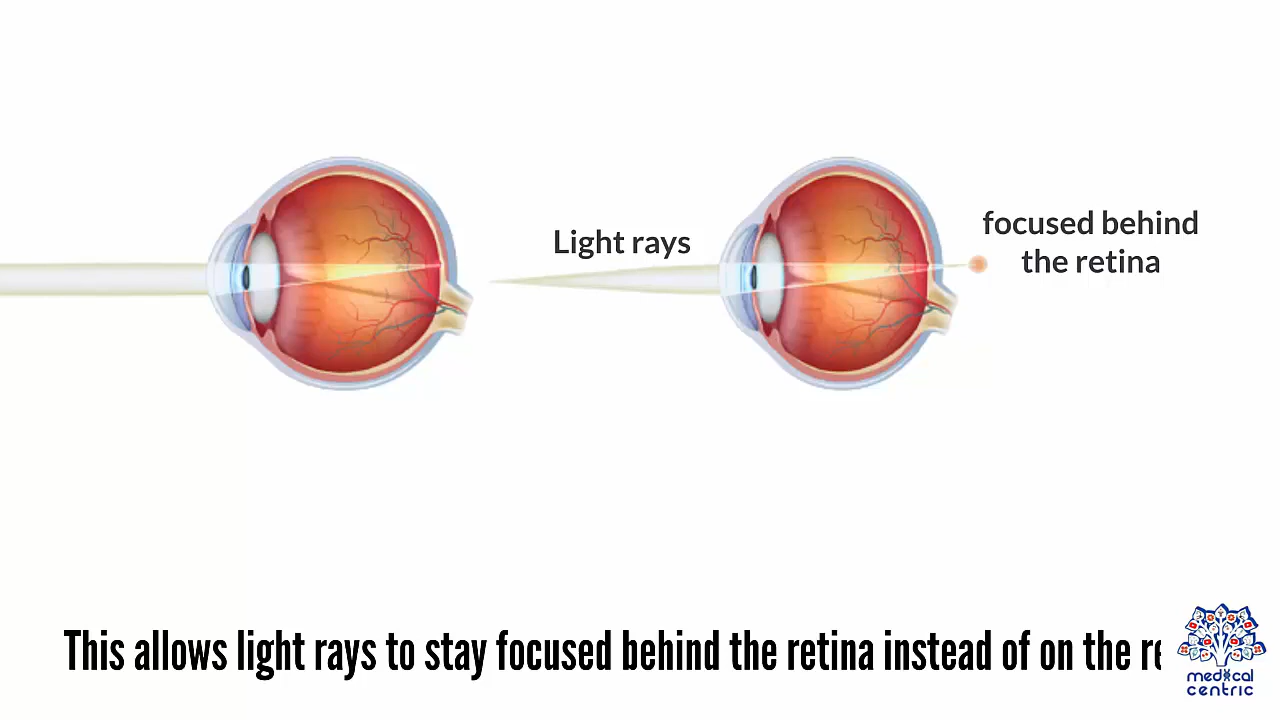 Light rays
focused behind
the retina
This allows light rays to stay focused behind the retina instead of on the re
medical
centric